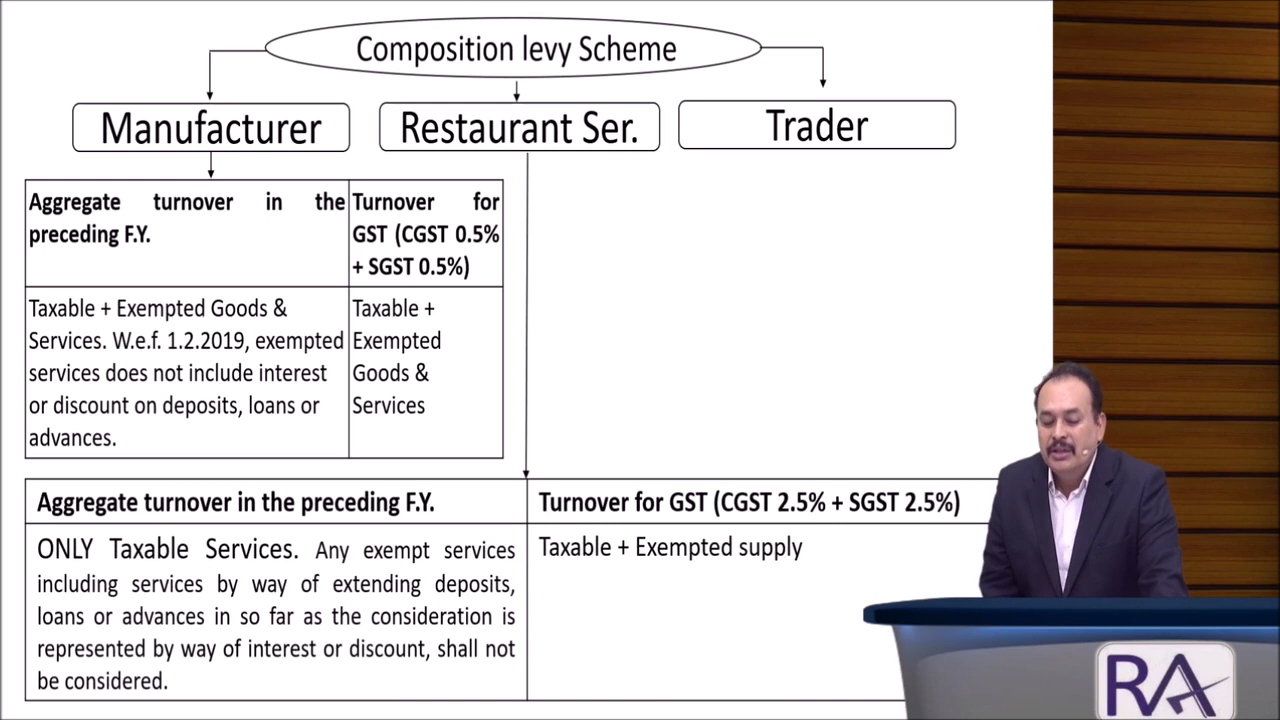 Composition levy Scheme
Manufacturer
Restaurant Ser.
Trader
Aggregate turnover in the
preceding F.Y.
Turnover for
GST (CGST 0.5%
+ SGST 0.5%)
Taxable + Exempted Goods &
Services. W.e.f. 1.2.2019, exempted
services does not include interest
or discount on deposits, loans or
advances.
Taxable +
Exempted
Goods &
Services
Aggregate turnover in the preceding F.Y.
Turnover for GST (CGST 2.5% + SGST 2.5%)
ONLY Taxable Services. Any exempt services
including services by way of extending deposits,
loans or advances in so far as the consideration is
represented by way of interest or discount, shall not
be considered.
Taxable + Exempted supply
RA